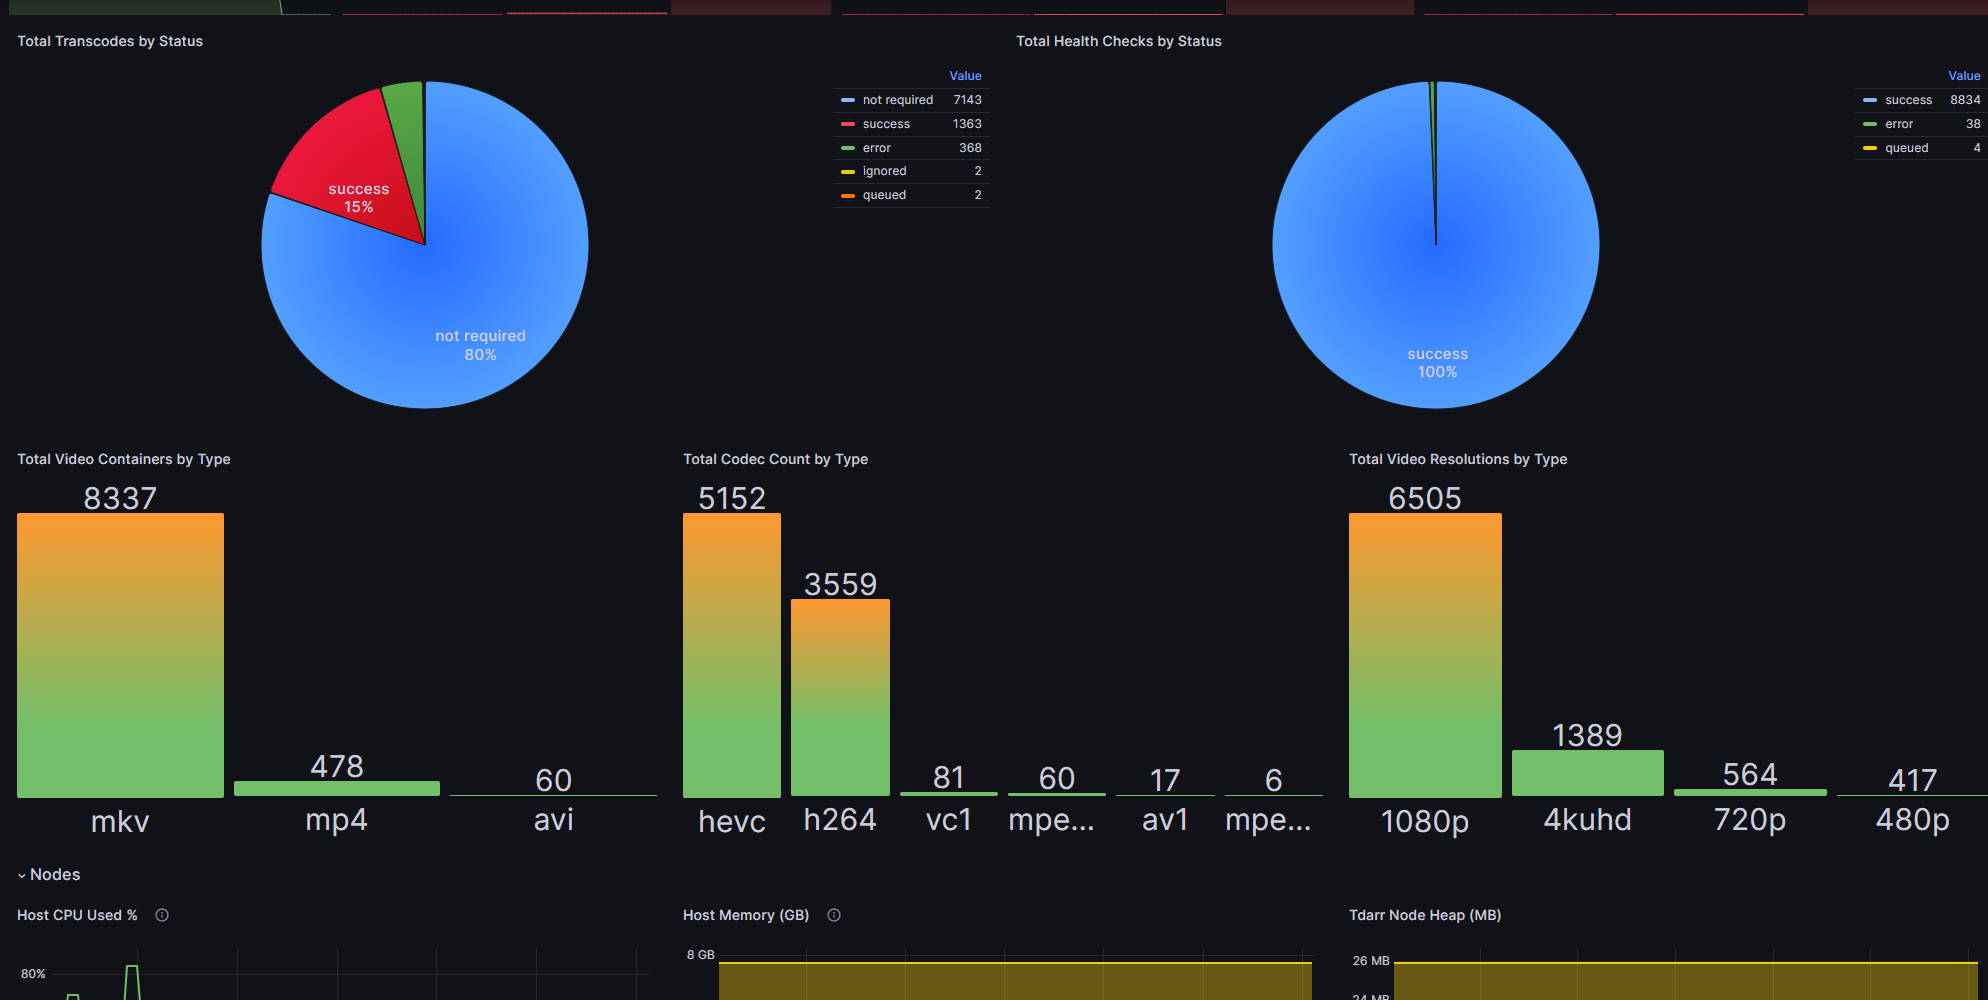 Total Transcodes by Status
Value
not required 7143
success 1363
error 368
ignored 2
queued 2
success
15%
not required
80%
Total Health Checks by Status
Value
success 8834
error 38
queued 4
success
100%
Total Video Containers by Type
8337
478
60
mkv
mp4
avi
Total Codec Count by Type
5152
3559
81
60
17
6
hevc
h264
vc1
mpe...
av1
mpe...
Total Video Resolutions by Type
6505
1389
564
417
1080p
4kuhd
720p
480p
Nodes
Host CPU Used %
80%
Host Memory (GB)
8 GB
Tdarr Node Heap (MB)
26 MB
24 MB